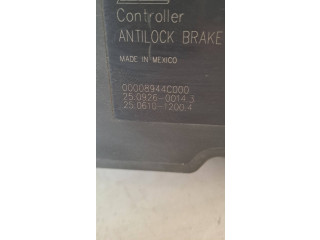 Controller
ANTILOCK BRAKE
MADE IN MEXICO
00008944C000
25.0926-0014.3
25.0610-1200.4